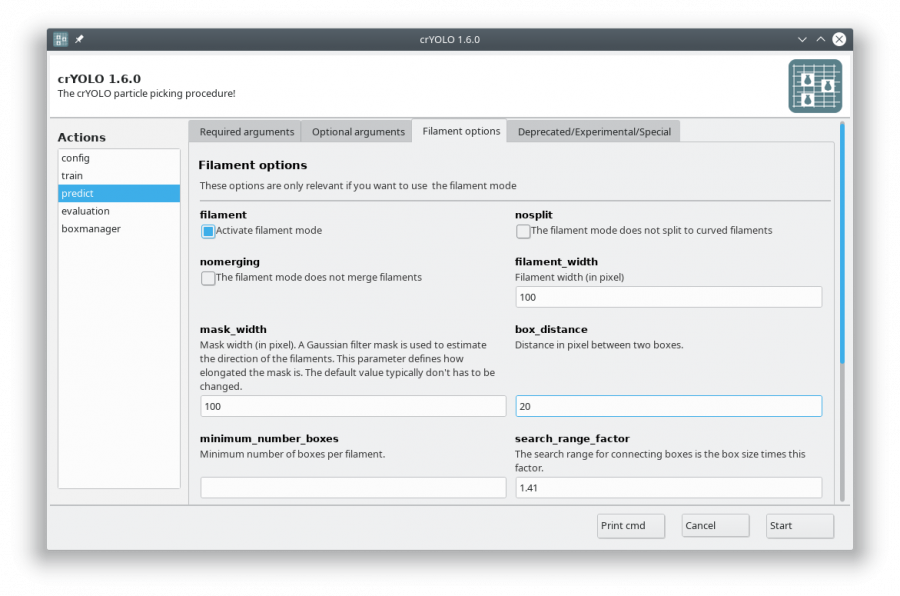 crYOLO 1.6.0
crYOLO 1.6.0
The crYOLO particle picking procedure!
Actions
config
train
predict
evaluation
boxmanager
Required arguments
Optional arguments
Filament options
Deprecated/Experimental/Special
Filament options
These options are only relevant if you want to use the filament mode
filament
Activate filament mode
nosplit
The filament mode does not split to curved filaments
nomerging
The filament mode does not merge filaments
filament_width
Filament width (in pixel)
100
mask_width
Mask width (in pixel). A Gaussian filter mask is used to estimate
the direction of the filaments. This parameter defines how
elongated the mask is. The default value typically don't has to be
changed.
100
box_distance
Distance in pixel between two boxes.
20
minimum_number_boxes
Minimum number of boxes per filament.
search_range_factor
The search range for connecting boxes is the box size times this
factor.
1.41
Print cmd
Cancel
Start